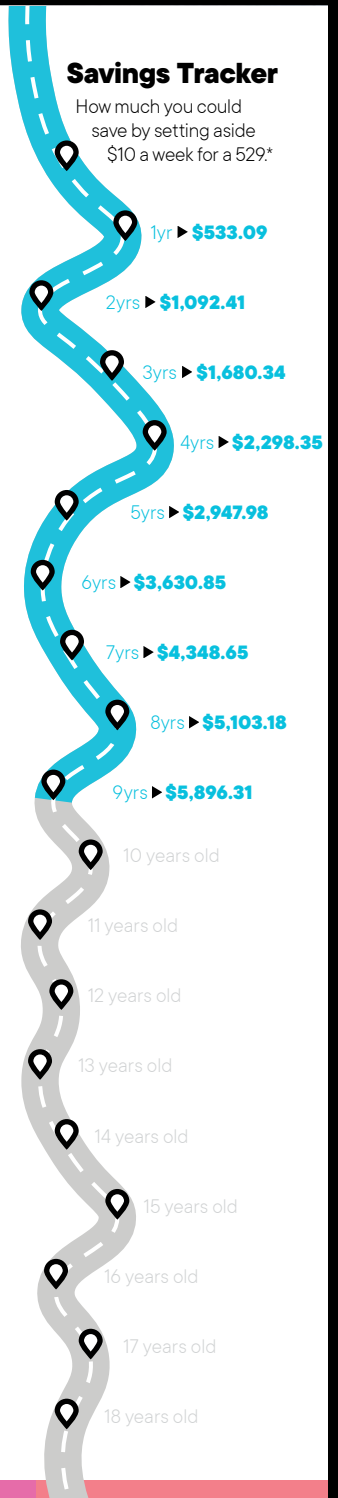 Savings Tracker
How much you could
save by setting aside
$10 a week for a 529.*
1yr ▶ $533.09
2yrs ▶ $1,092.41
3yrs ▶ $1,680.34
4yrs ▶ $2,298.35
5yrs ▶ $2,947.98
6yrs ▶ $3,630.85
7yrs ▶ $4,348.65
8yrs ▶ $5,103.18
9yrs ▶ $5,896.31
10 years old
11 years old
12 years old
13 years old
14 years old
15 years old
16 years old
17 years old
18 years old